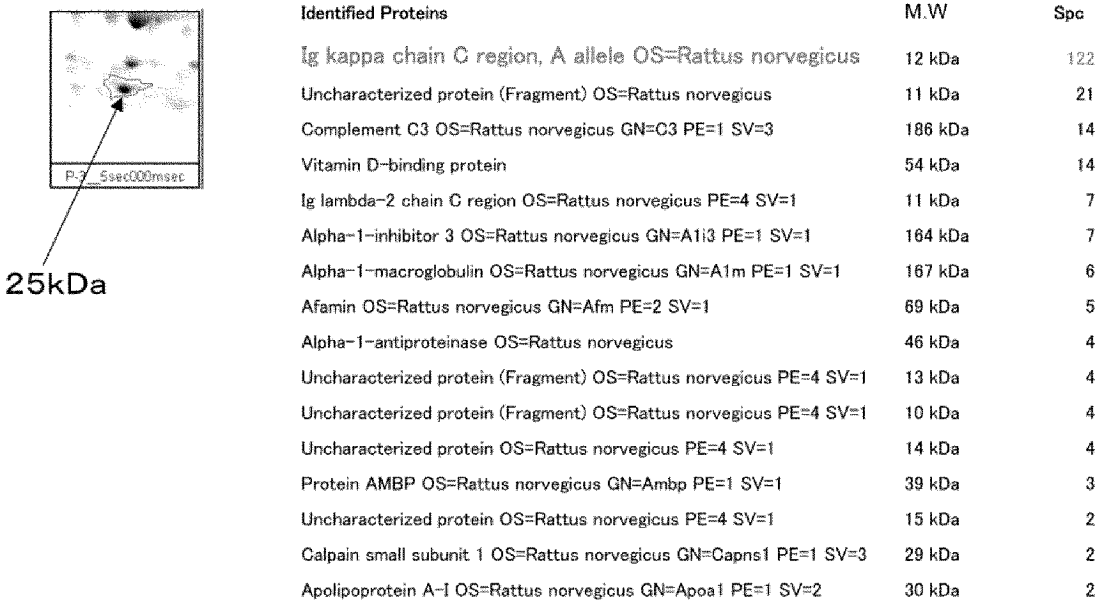 Identified Proteins M.W Spc
Ig kappa chain C region, A allele OS=Rattus norvegicus 12 kDa 122
Uncharacterized protein (Fragment) OS=Rattus norvegicus 11 kDa 21
Complement C3 OS=Rattus norvegicus GN=C3 PE=1 SV=3 186 kDa 14
Vitamin D-binding protein 54 kDa 14
Ig lambda-2 chain C region OS=Rattus norvegicus PE=4 SV=1 11 kDa 7
Alpha-1-inhibitor 3 OS=Rattus norvegicus GN=A1i3 PE=1 SV=1 164 kDa 7
Alpha-1-macroglobulin OS=Rattus norvegicus GN=A1m PE=1 SV=1 167 kDa 6
Afamin OS=Rattus norvegicus GN=Afm PE=2 SV=1 69 kDa 5
Alpha-1-antiproteinase OS=Rattus norvegicus 46 kDa 4
Uncharacterized protein (Fragment) OS=Rattus norvegicus PE=4 SV=1 13 kDa 4
Uncharacterized protein (Fragment) OS=Rattus norvegicus PE=4 SV=1 10 kDa 4
Uncharacterized protein OS=Rattus norvegicus PE=4 SV=1 14 kDa 4
Protein AMBP OS=Rattus norvegicus GN=Ambp PE=1 SV=1 39 kDa 3
Uncharacterized protein OS=Rattus norvegicus PE=4 SV=1 15 kDa 2
Calpain small subunit 1 OS=Rattus norvegicus GN=Capns1 PE=1 SV=3 29 kDa 2
Apolipoprotein A-I OS=Rattus norvegicus GN=Apoa1 PE=1 SV=2 30 kDa 2
P-3__5sec000msec
25kDa